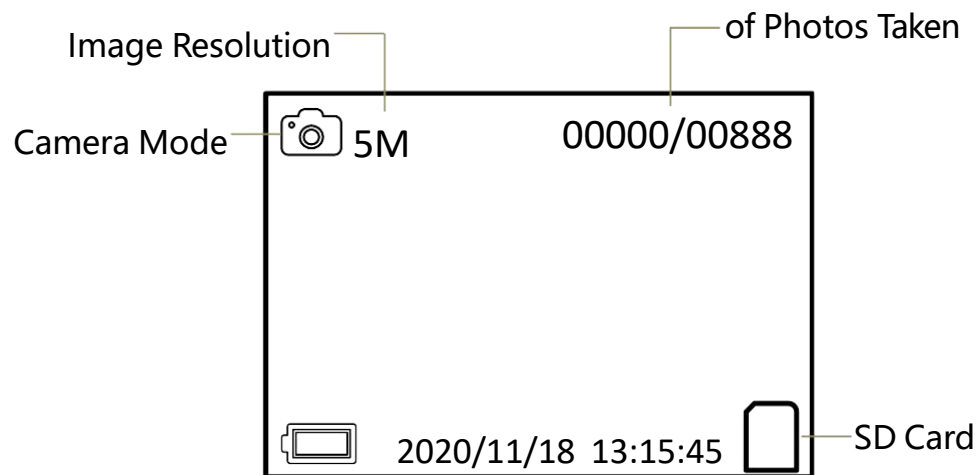 of Photos Taken
Image Resolution
Camera Mode
5M
00000/00888
2020/11/18 13:15:45
SD Card